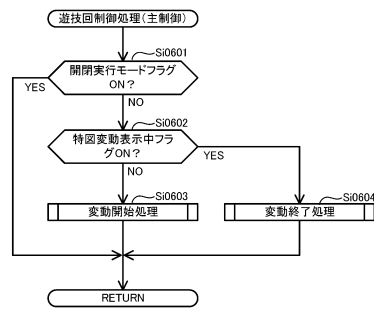 遊技回制御処理(主制御)
Si0601
開閉実行モードフラグ
ON?
YES
NO
Si0602
特図変動表示中フラ
グON?
YES
NO
Si0603
変動開始処理
Si0604
変動終了処理
RETURN